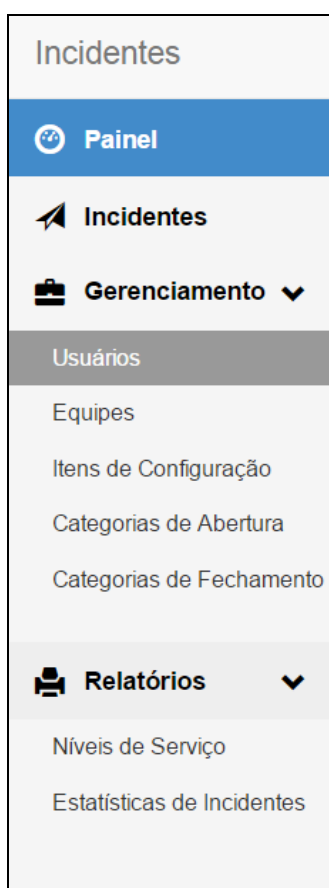 Incidentes
Painel
Incidentes
Gerenciamento
Usuários
Equipes
Itens de Configuração
Categorias de Abertura
Categorias de Fechamento
Relatórios
Níveis de Serviço
Estatísticas de Incidentes